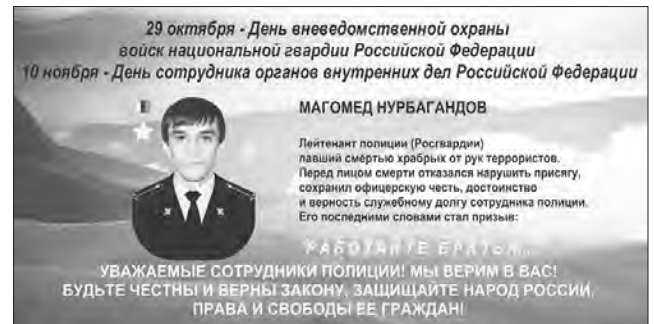 29 октября - День вневедомственной охраны
войск национальной гвардии Российской Федерации
10 ноября - День сотрудника органов внутренних дел Российской Федерации
МАГОМЕД НУРБАГАНДОВ
Лейтенант полиции (Росгвардии)
павший смертью храбрых от рук террористов.
Перед лицом смерти отказался нарушить присягу,
сохранил офицерскую честь, достоинство
и верность служебному долгу сотрудника полиции.
Его последними словами стал призыв:
РАБОТАЙТЕ БРАТЬЯ...
УВАЖАЕМЫЕ СОТРУДНИКИ ПОЛИЦИИ! МЫ ВЕРИМ В ВАС!
БУДЬТЕ ЧЕСТНЫ И ВЕРНЫ ЗАКОНУ, ЗАЩИЩАЙТЕ НАРОД РОССИИ,
ПРАВА И СВОБОДЫ ЕЕ ГРАЖДАН!